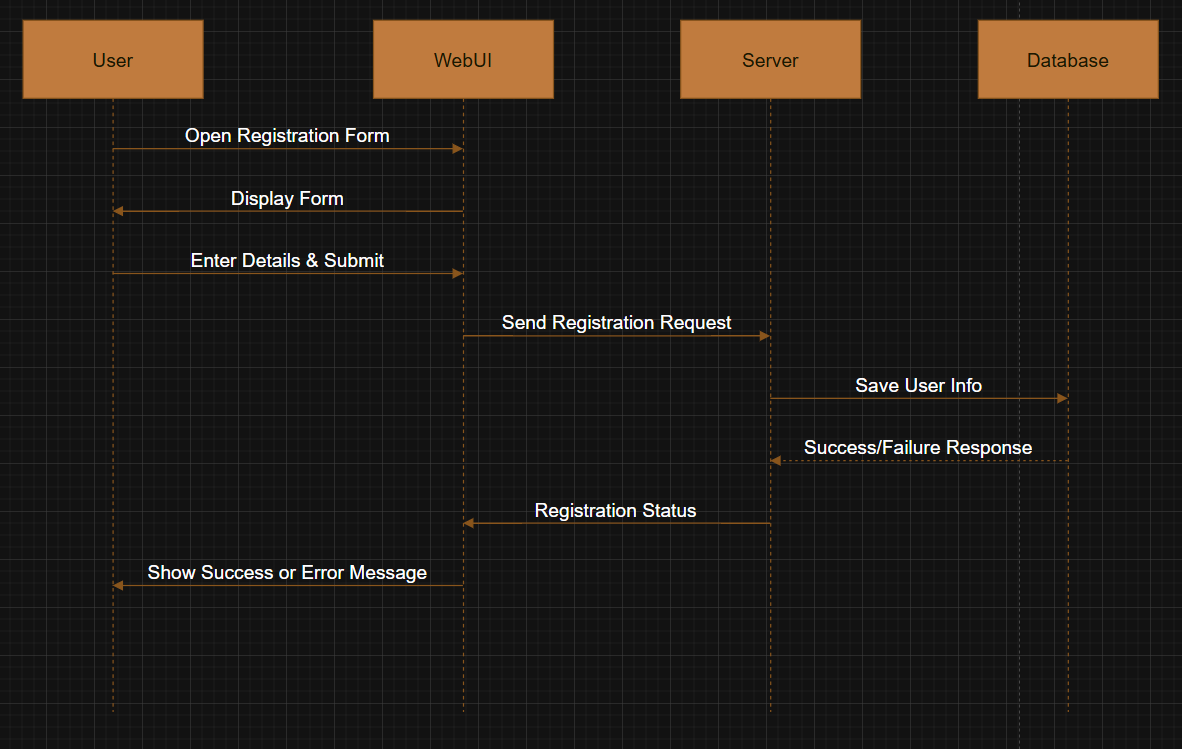 User
WebUI
Server
Database
Open Registration Form
Display Form
Enter Details & Submit
Send Registration Request
Save User Info
Success/Failure Response
Registration Status
Show Success or Error Message